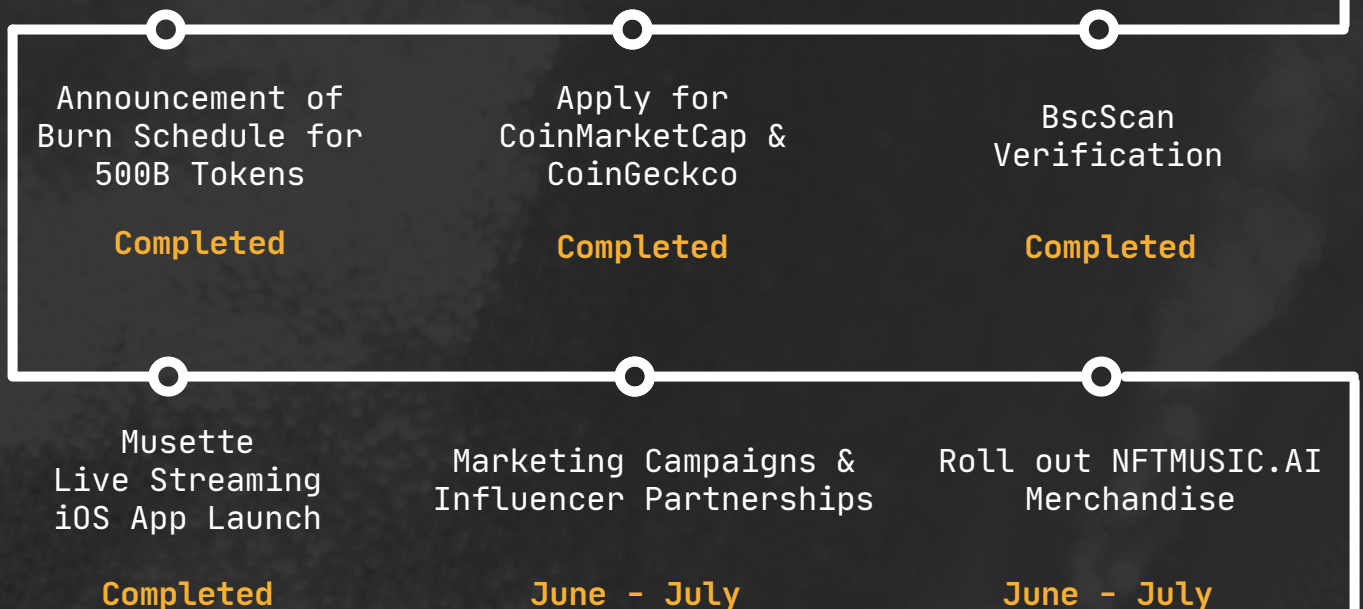 Announcement of
Burn Schedule for
500B Tokens
Completed
Apply for
CoinMarketCap &
CoinGeckco
Completed
BscScan
Verification
Completed
Musette
Live Streaming
iOS App Launch
Completed
Marketing Campaigns &
Influencer Partnerships
June - July
Roll out NFTMUSIC.AI
Merchandise
June - July